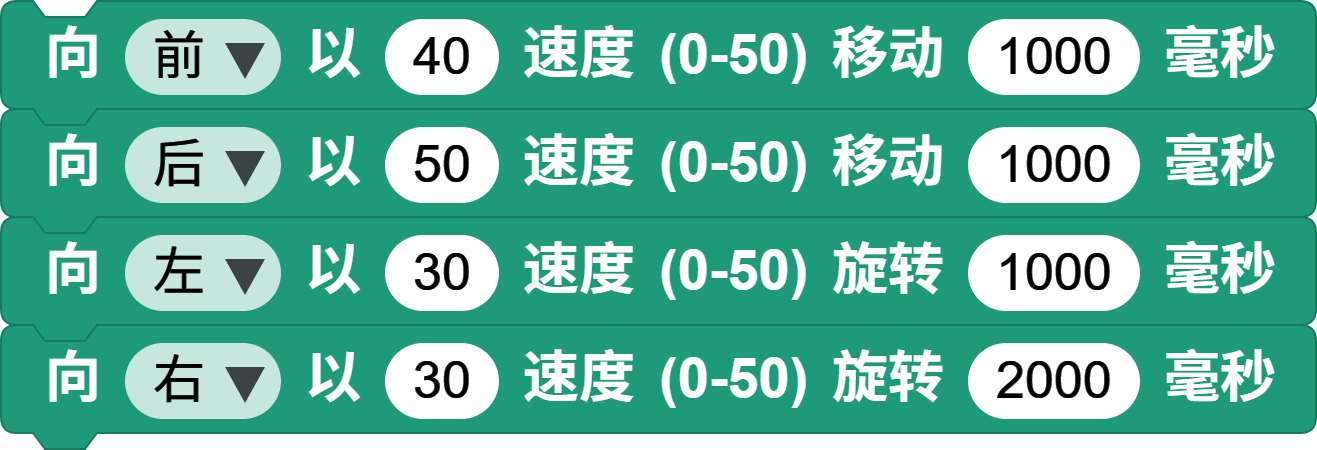 向 前 以 40 速度 (0-50) 移动 1000 毫秒
向 后 以 50 速度 (0-50) 移动 1000 毫秒
向 左 以 30 速度 (0-50) 旋转 1000 毫秒
向 右 以 30 速度 (0-50) 旋转 2000 毫秒